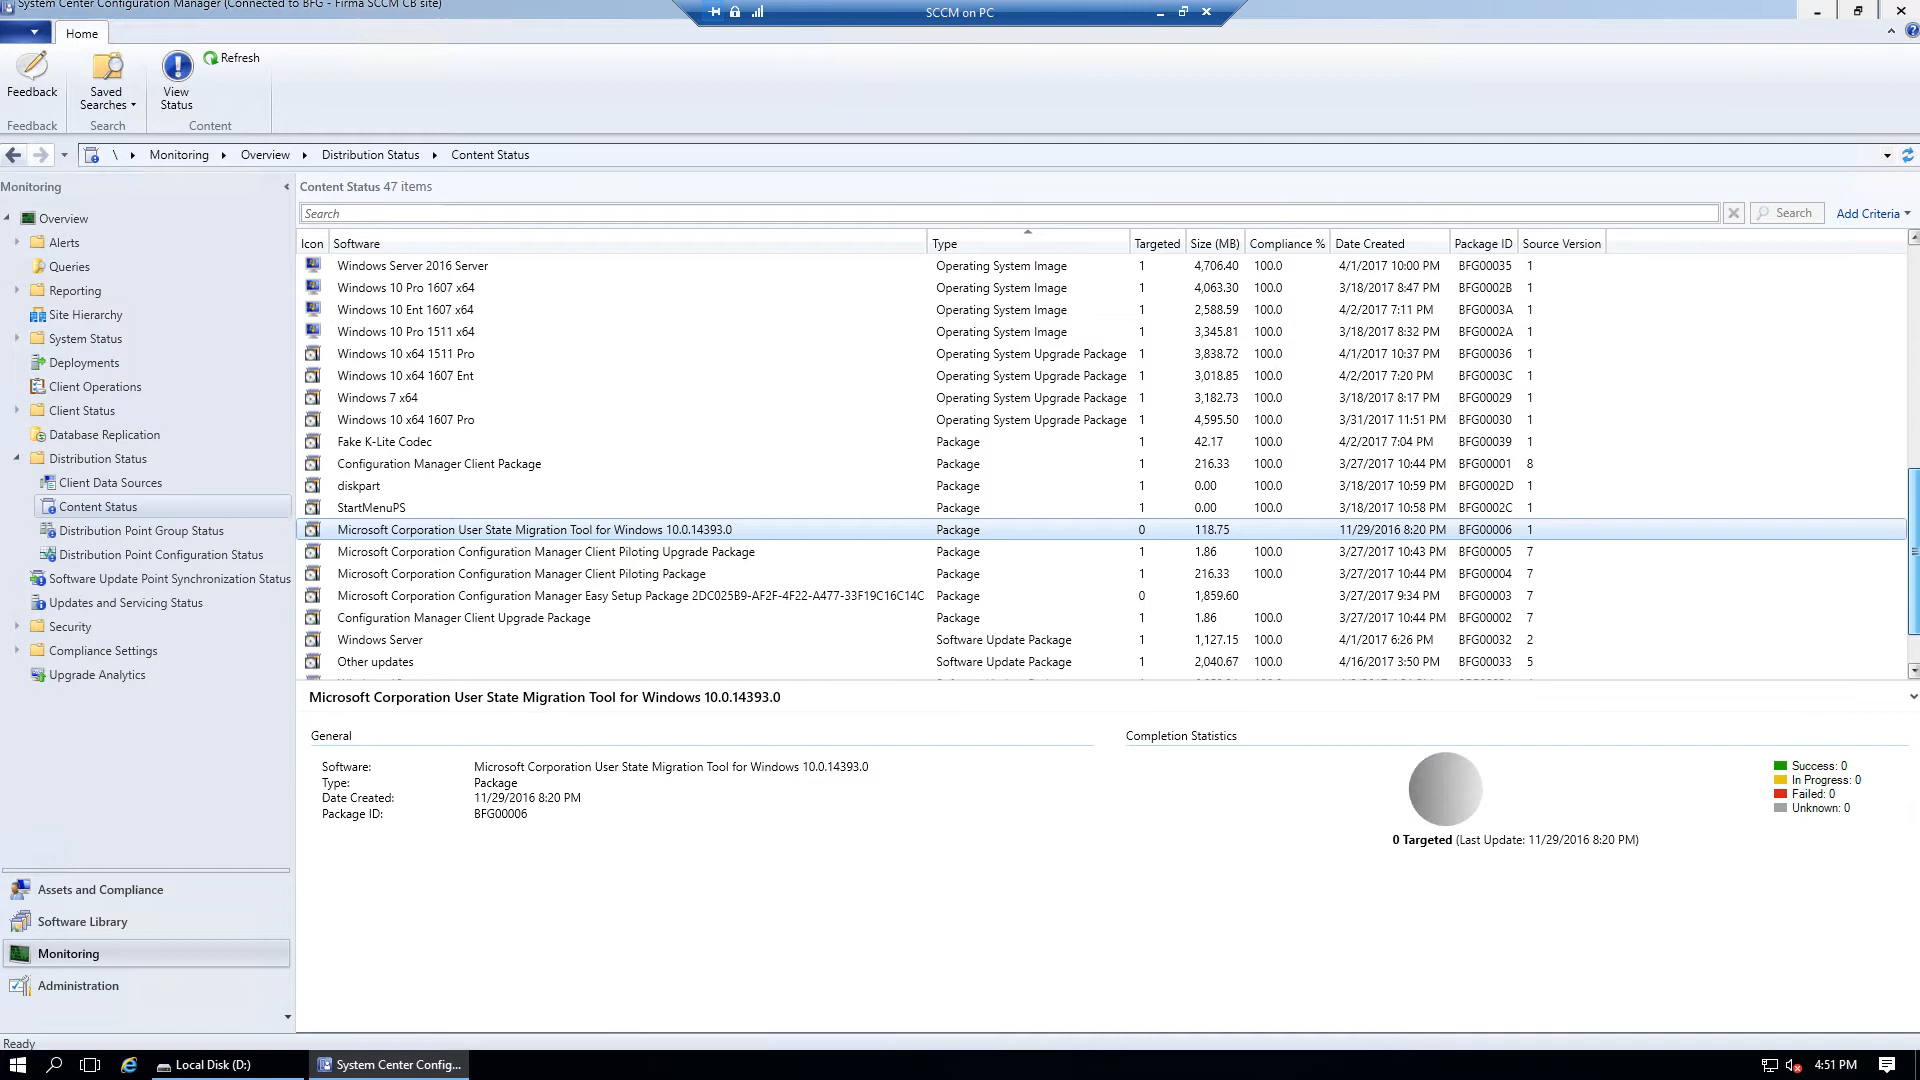 System Center Configuration Manager (Connected to BFG - Firma SCCM CB site)
SCCM on PC
Home
Feedback
Saved Searches
View Status
Refresh
Feedback
Search
Content
\ Monitoring Overview Distribution Status Content Status
Monitoring
Overview
Alerts
Queries
Reporting
Site Hierarchy
System Status
Deployments
Client Operations
Client Status
Database Replication
Distribution Status
Client Data Sources
Content Status
Distribution Point Group Status
Distribution Point Configuration Status
Software Update Point Synchronization Status
Updates and Servicing Status
Security
Compliance Settings
Upgrade Analytics
Assets and Compliance
Software Library
Monitoring
Administration
Content Status 47 items
Search
Search
Add Criteria
Icon Software Type Targeted Size (MB) Compliance % Date Created Package ID Source Version
Windows Server 2016 Server Operating System Image 1 4,706.40 100.0 4/1/2017 10:00 PM BFG00035 1
Windows 10 Pro 1607 x64 Operating System Image 1 4,063.30 100.0 3/18/2017 8:47 PM BFG0002B 1
Windows 10 Ent 1607 x64 Operating System Image 1 2,588.59 100.0 4/2/2017 7:11 PM BFG0003A 1
Windows 10 Pro 1511 x64 Operating System Image 1 3,345.81 100.0 3/18/2017 8:32 PM BFG0002A 1
Windows 10 x64 1511 Pro Operating System Upgrade Package 1 3,838.72 100.0 4/1/2017 10:37 PM BFG00036 1
Windows 10 x64 1607 Ent Operating System Upgrade Package 1 3,018.85 100.0 4/2/2017 7:20 PM BFG0003C 1
Windows 7 x64 Operating System Upgrade Package 1 3,182.73 100.0 3/18/2017 8:17 PM BFG00029 1
Windows 10 x64 1607 Pro Operating System Upgrade Package 1 4,595.50 100.0 3/31/2017 11:51 PM BFG00030 1
Fake K-Lite Codec Package 1 42.17 100.0 4/2/2017 7:04 PM BFG00039 1
Configuration Manager Client Package Package 1 216.33 100.0 3/27/2017 10:44 PM BFG00001 8
diskpart Package 1 0.00 100.0 3/18/2017 10:59 PM BFG0002D 1
StartMenuPS Package 1 0.00 100.0 3/18/2017 10:58 PM BFG0002C 1
Microsoft Corporation User State Migration Tool for Windows 10.0.14393.0 Package 0 118.75 11/29/2016 8:20 PM BFG00006 1
Microsoft Corporation Configuration Manager Client Piloting Upgrade Package Package 1 1.86 100.0 3/27/2017 10:43 PM BFG00005 7
Microsoft Corporation Configuration Manager Client Piloting Package Package 1 216.33 100.0 3/27/2017 10:44 PM BFG00004 7
Microsoft Corporation Configuration Manager Easy Setup Package 2DC025B9-AF2F-4F22-A477-33F19C16C14C Package 0 1,859.60 3/27/2017 9:34 PM BFG00003 7
Configuration Manager Client Upgrade Package Package 1 1.86 100.0 3/27/2017 10:44 PM BFG00002 7
Windows Server Software Update Package 1 1,127.15 100.0 4/1/2017 6:26 PM BFG00032 2
Other updates Software Update Package 1 2,040.67 100.0 4/16/2017 3:50 PM BFG00033 5
Microsoft Corporation User State Migration Tool for Windows 10.0.14393.0
General
Software: Microsoft Corporation User State Migration Tool for Windows 10.0.14393.0
Type: Package
Date Created: 11/29/2016 8:20 PM
Package ID: BFG00006
Completion Statistics
Success: 0
In Progress: 0
Failed: 0
Unknown: 0
0 Targeted (Last Update: 11/29/2016 8:20 PM)
Ready
Local Disk (D:)
System Center Config...
4:51 PM